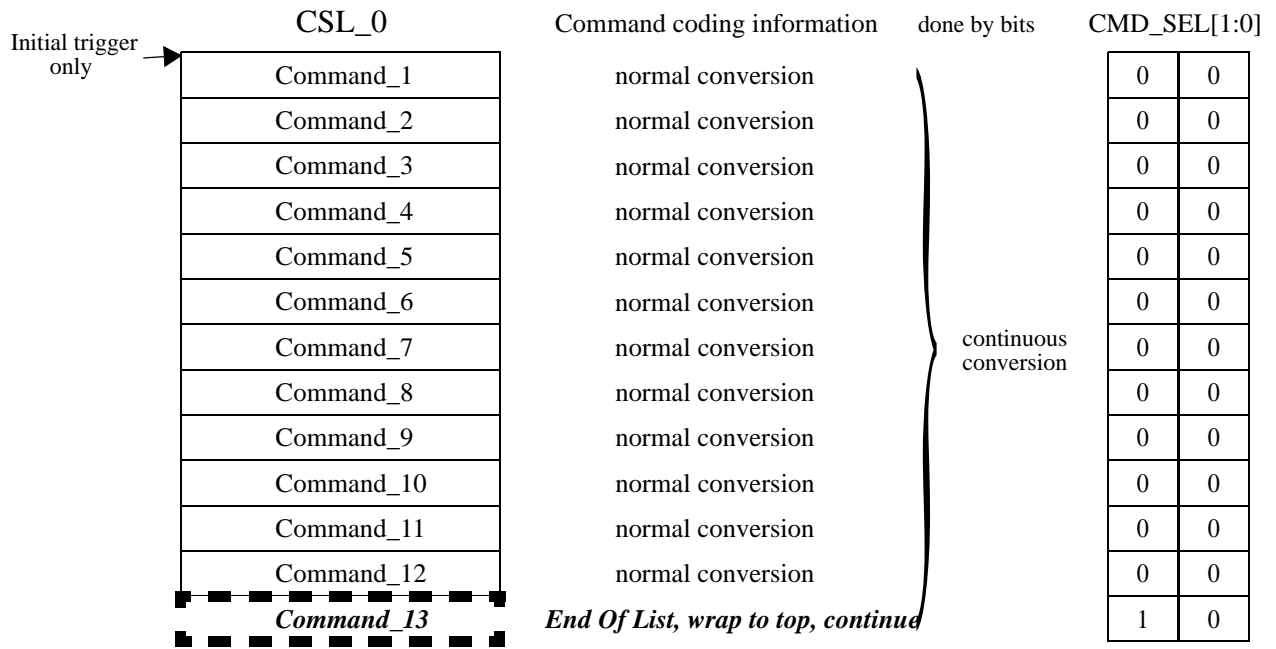 CSL_0 Command coding information done by bits CMD_SEL[1:0]
Initial trigger
only
Command_1 normal conversion 0 0
Command_2 normal conversion 0 0
Command_3 normal conversion 0 0
Command_4 normal conversion 0 0
Command_5 normal conversion 0 0
Command_6 normal conversion 0 0
Command_7 normal conversion 0 0
continuous
conversion
Command_8 normal conversion 0 0
Command_9 normal conversion 0 0
Command_10 normal conversion 0 0
Command_11 normal conversion 0 0
Command_12 normal conversion 0 0
Command_13 End Of List, wrap to top, continue 1 0